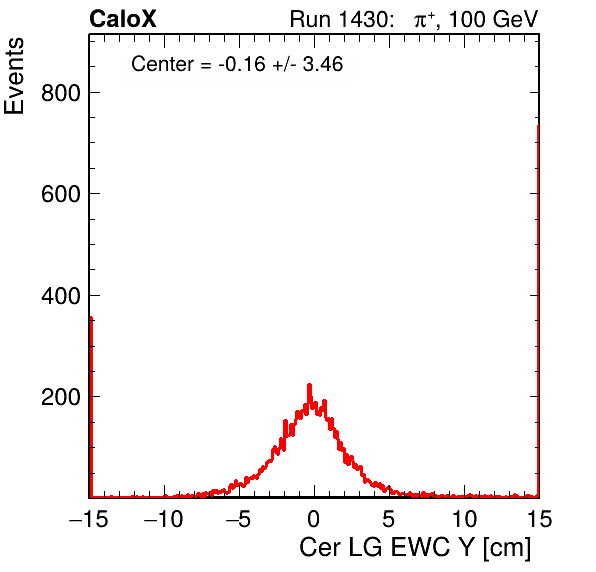 CaloX Run 1430: π⁺, 100 GeV
Center = -0.16 +/- 3.46
Events
800
600
400
200
−15 −10 −5 0 5 10 15
Cer LG EWC Y [cm]